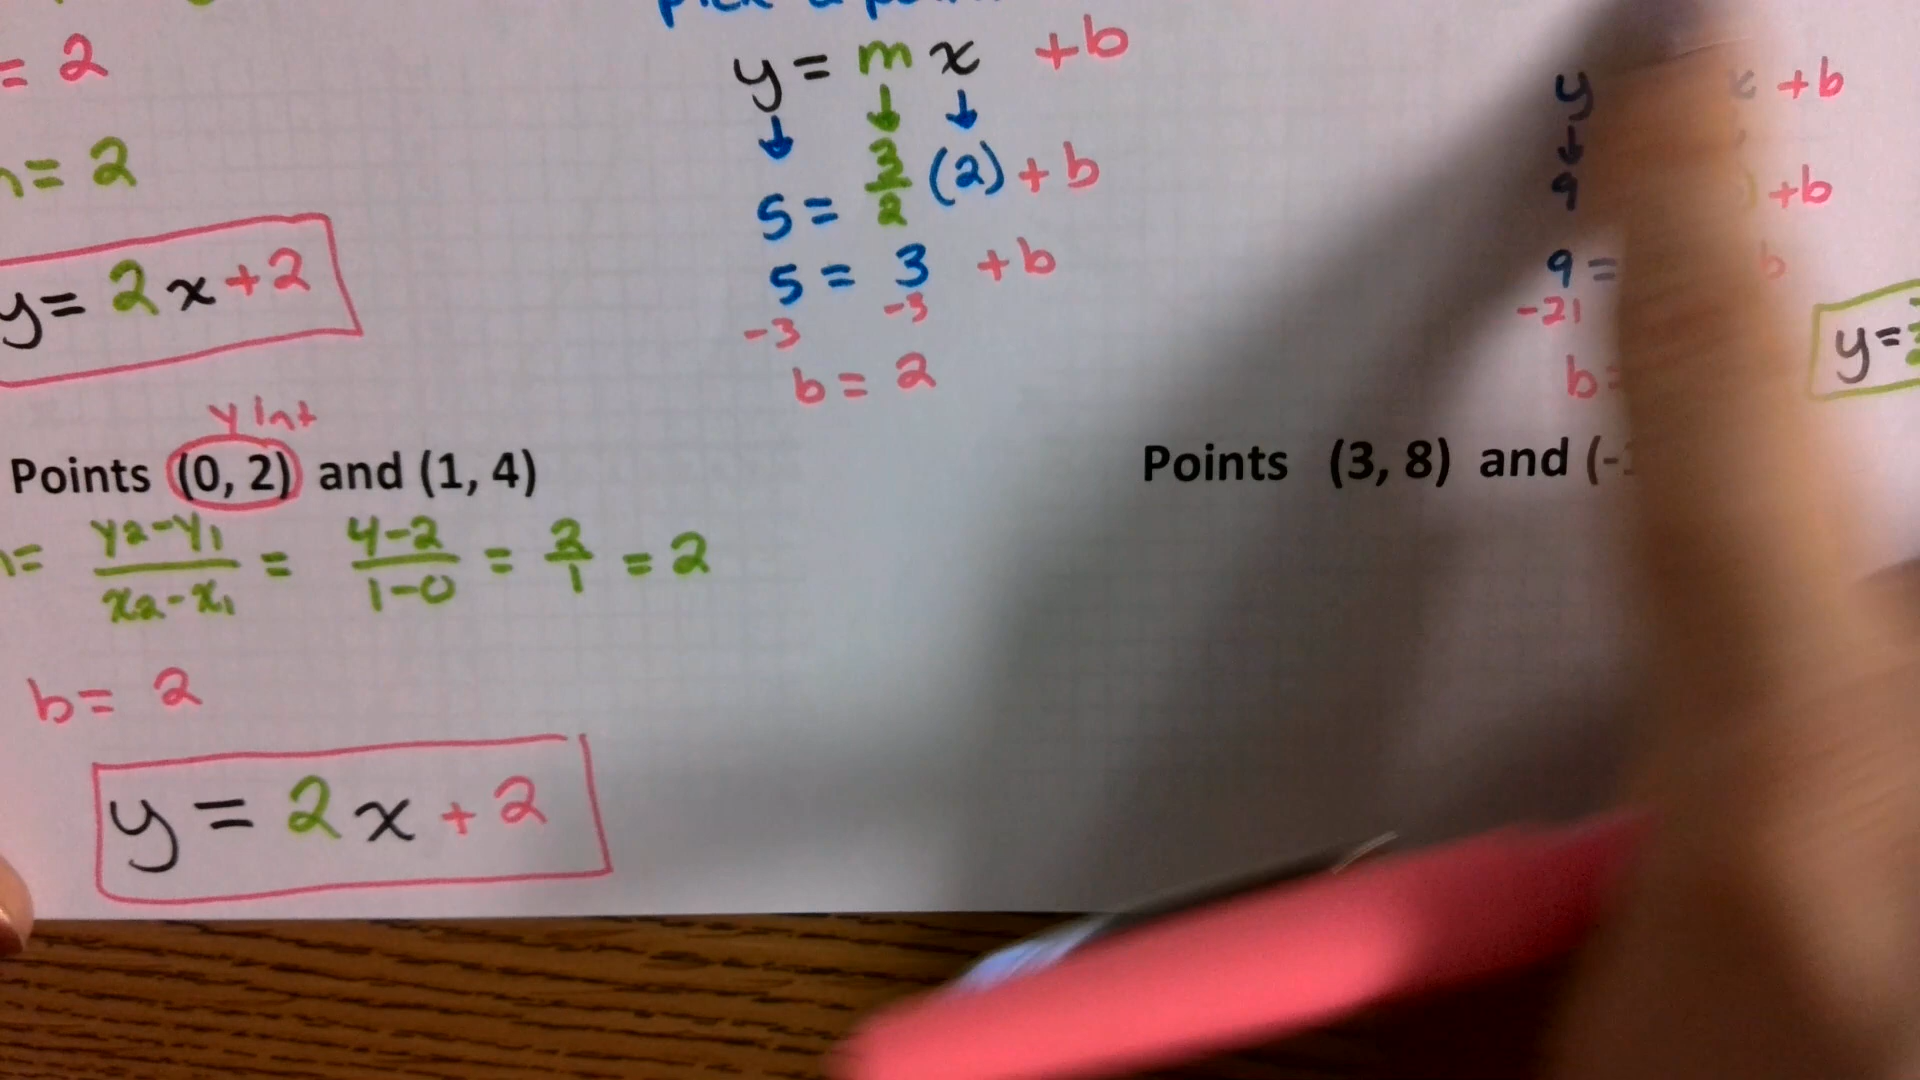 = 2
= 2
y = 2x + 2
pick a
y = mx + b
5 = 3/2 (2) + b
5 = 3 + b
-3 -3
b = 2
y + b
9 + b
9 = b
-21
b =
y =
y int
Points (0, 2) and (1, 4)
= y2-y1/x2-x1 = 4-2/1-0 = 2/1 = 2
b = 2
y = 2x + 2
Points (3, 8) and (-